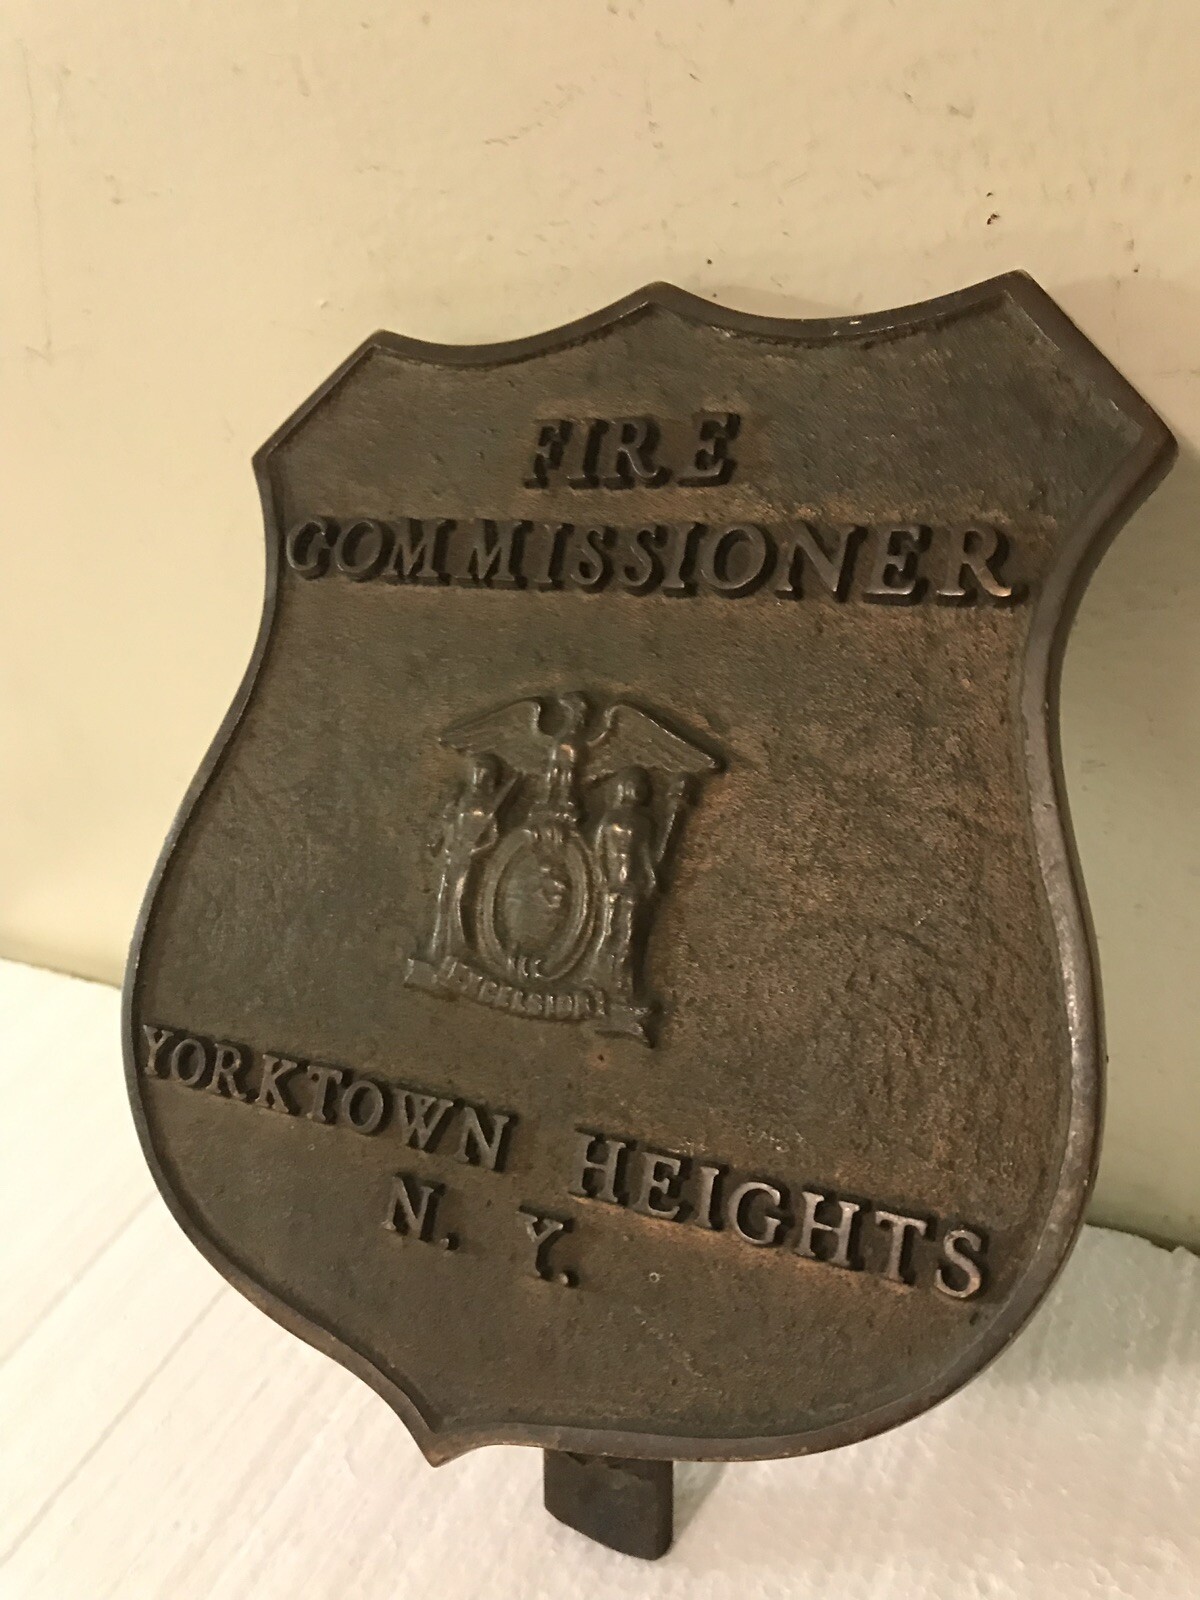 FIRE
COMMISSIONER
EXCELSIOR
YORKTOWN HEIGHTS
N. Y.